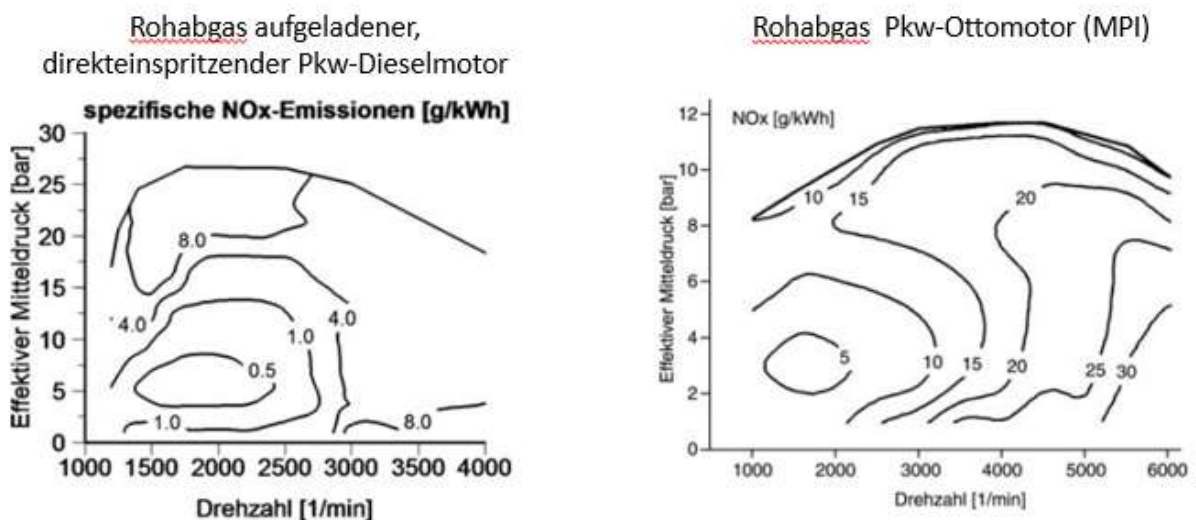 Rohabgas aufgeladener,
direkteinspritzender Pkw-Dieselmotor
spezifische NOx-Emissionen [g/kWh]
Effektiver Mitteldruck [bar]
30
25
20
15
10
5
0
8.0
4.0
4.0
1.0
0.5
1.0
8.0
1000 1500 2000 2500 3000 3500 4000
Drehzahl [1/min]
Rohabgas Pkw-Ottomotor (MPI)
NOx [g/kWh]
Effektiver Mitteldruck [bar]
12
10
8
6
4
2
0
10 15 20
5 10 15 20 25 30
1000 2000 3000 4000 5000 6000
Drehzahl [1/min]